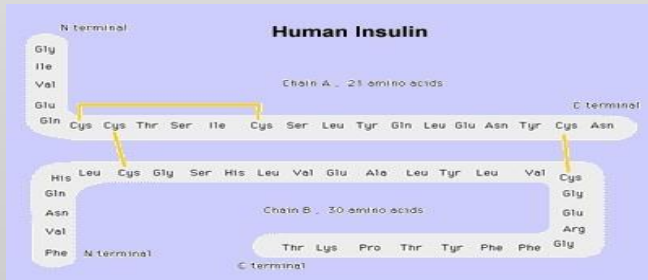 N terminal
Human Insulin
Gly
Ile
Val
Glu
Gln
Chain A, 21 amino acids
C terminal
Cys Cys Thr Ser Ile Cys Ser Leu Tyr Gln Leu Glu Asn Tyr Cys Asn
His Leu Cys Gly Ser His Leu Val Glu Ala Leu Tyr Leu Val Cys
Gln
Asn
Val
Phe
N terminal
Chain B, 30 amino acids
Gly
Glu
Arg
Thr Lys Pro Thr Tyr Phe Phe Gly
C terminal